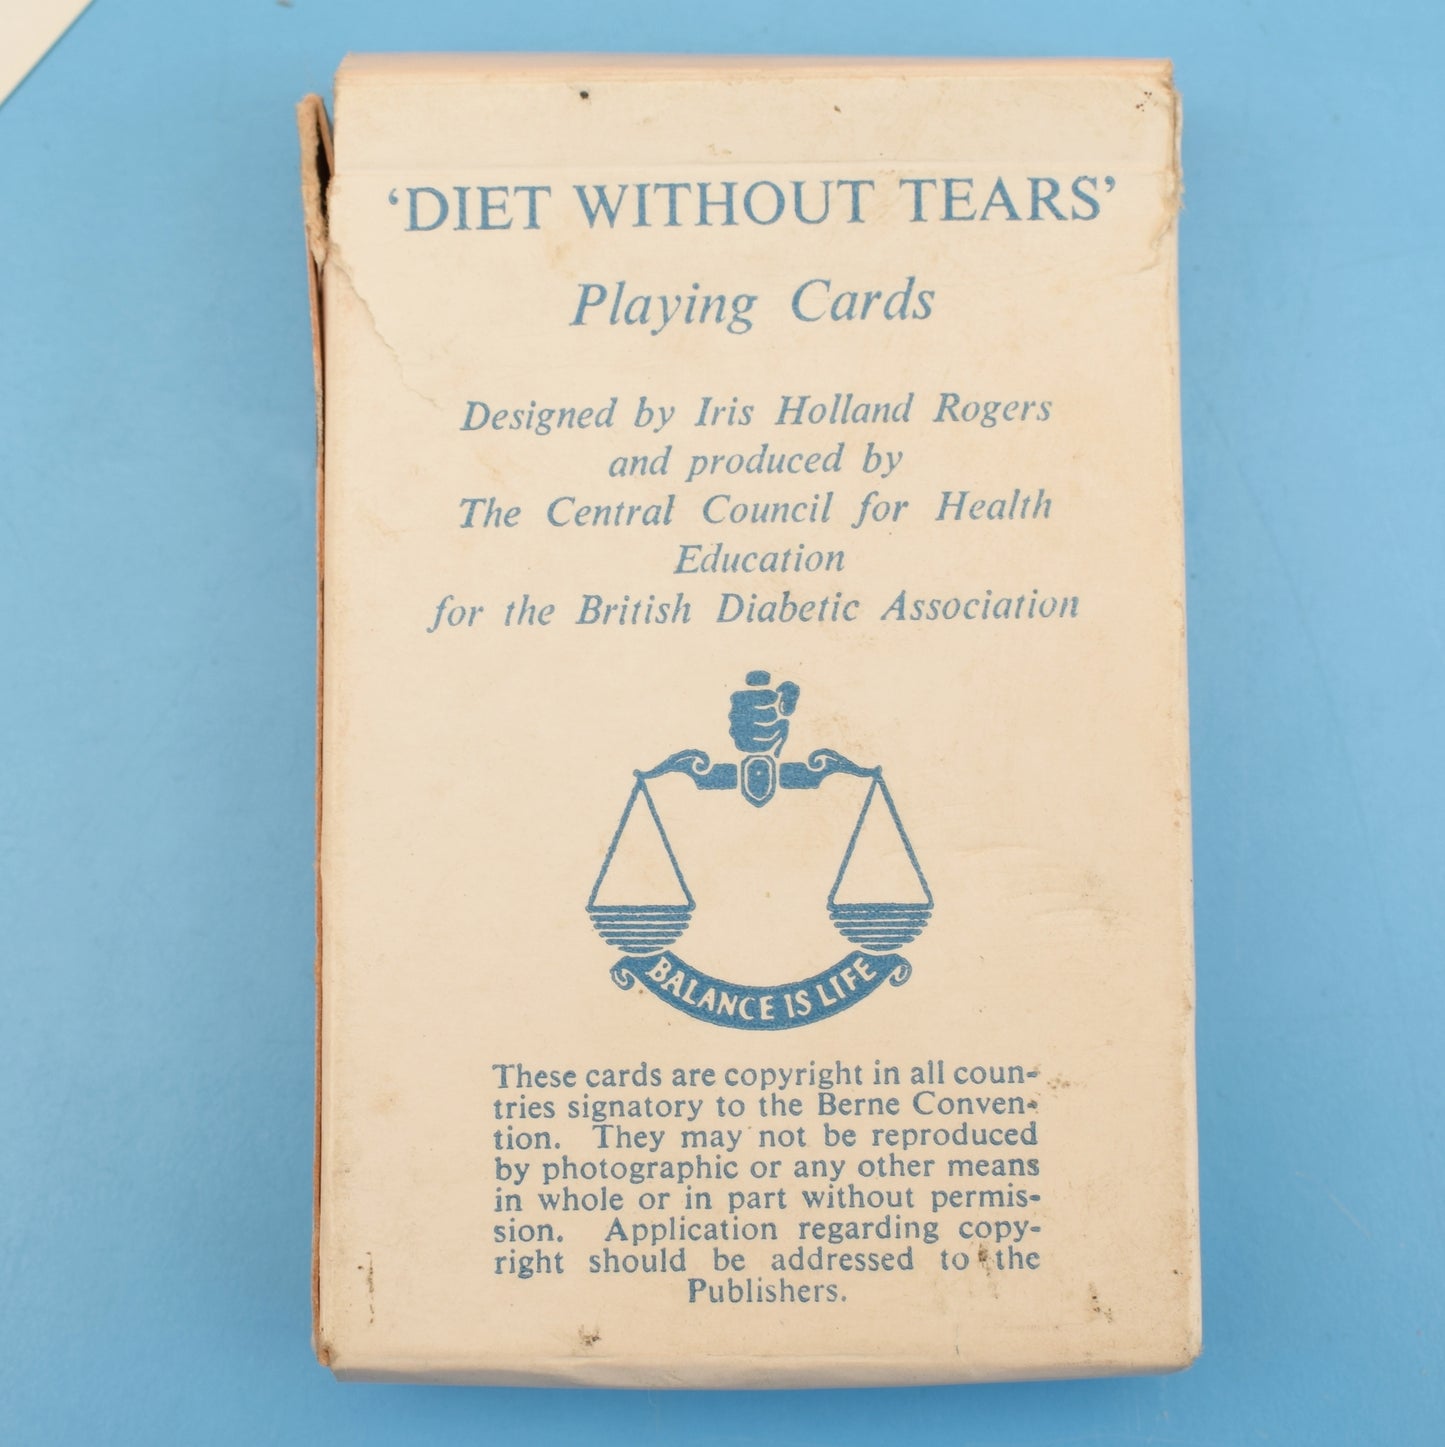 ‘DIET WITHOUT TEARS’
Playing Cards
Designed by Iris Holland Rogers
and produced by
The Central Council for Health
Education
for the British Diabetic Association
BALANCE IS LIFE
These cards are copyright in all coun-
tries signatory to the Berne Conven-
tion. They may not be reproduced
by photographic or any other means
in whole or in part without permis-
sion. Application regarding copy-
right should be addressed to the
Publishers.